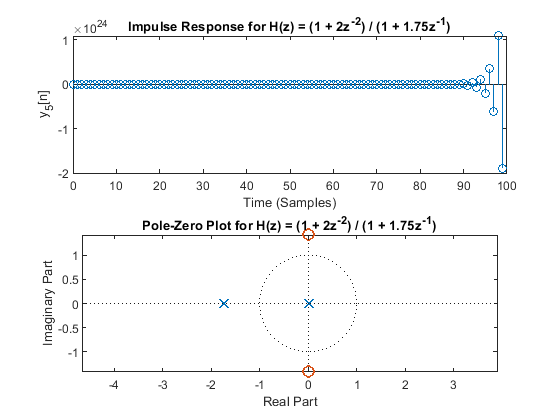 Impulse Response for H(z) = (1 + 2z^-2) / (1 + 1.75z^-1)
×10^24
1
0
-1
-2
y_5[n]
0 10 20 30 40 50 60 70 80 90 100
Time (Samples)
Pole-Zero Plot for H(z) = (1 + 2z^-2) / (1 + 1.75z^-1)
1
0.5
0
-0.5
-1
Imaginary Part
-4 -3 -2 -1 0 1 2 3
Real Part